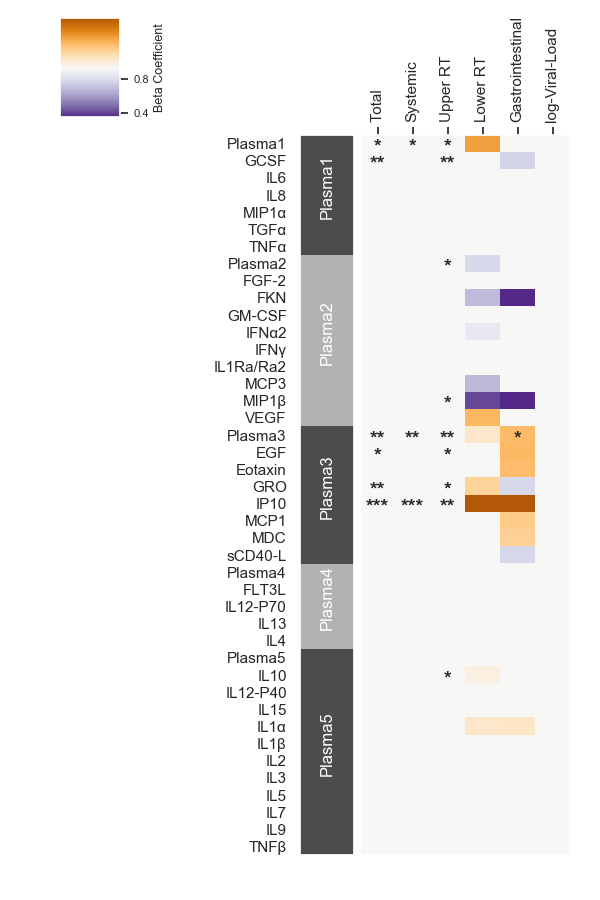 0.8
0.4
Beta Coefficient
Total
Systemic
Upper RT
Lower RT
Gastrointestinal
log-Viral-Load
Plasma1 * * *
GCSF ** **
IL6
IL8
MIP1α
TGFα
TNFα
Plasma1
Plasma2 *
FGF-2
FKN
GM-CSF
IFNα2
IFNγ
IL1Ra/Ra2
MCP3
MIP1β *
VEGF
Plasma2
Plasma3 ** ** ** *
EGF * *
Eotaxin
GRO ** *
IP10 *** *** **
MCP1
MDC
sCD40-L
Plasma3
Plasma4
FLT3L
IL12-P70
IL13
IL4
Plasma4
Plasma5
IL10 *
IL12-P40
IL15
IL1α
IL1β
IL2
IL3
IL5
IL7
IL9
TNFβ
Plasma5